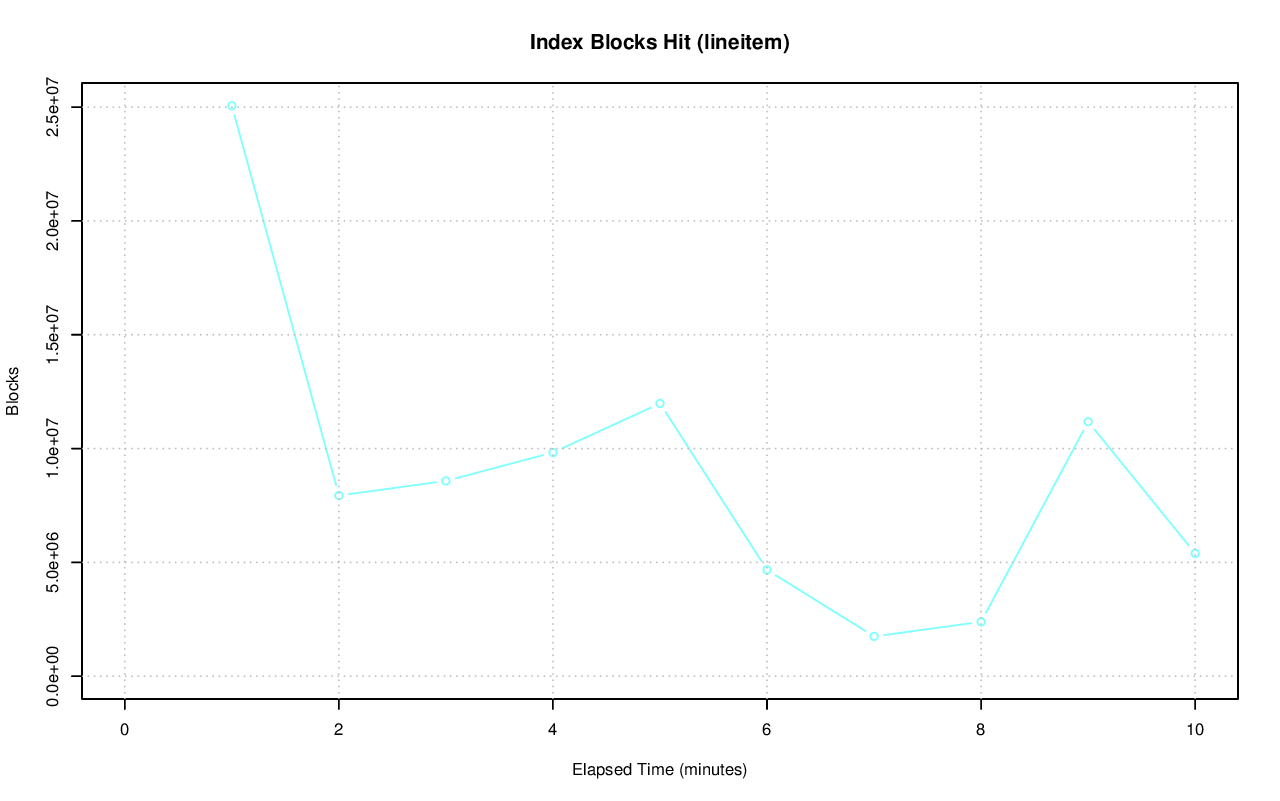 Index Blocks Hit (lineitem)
Blocks
2.5e+07
2.0e+07
1.5e+07
1.0e+07
5.0e+06
0.0e+00
0 2 4 6 8 10
Elapsed Time (minutes)